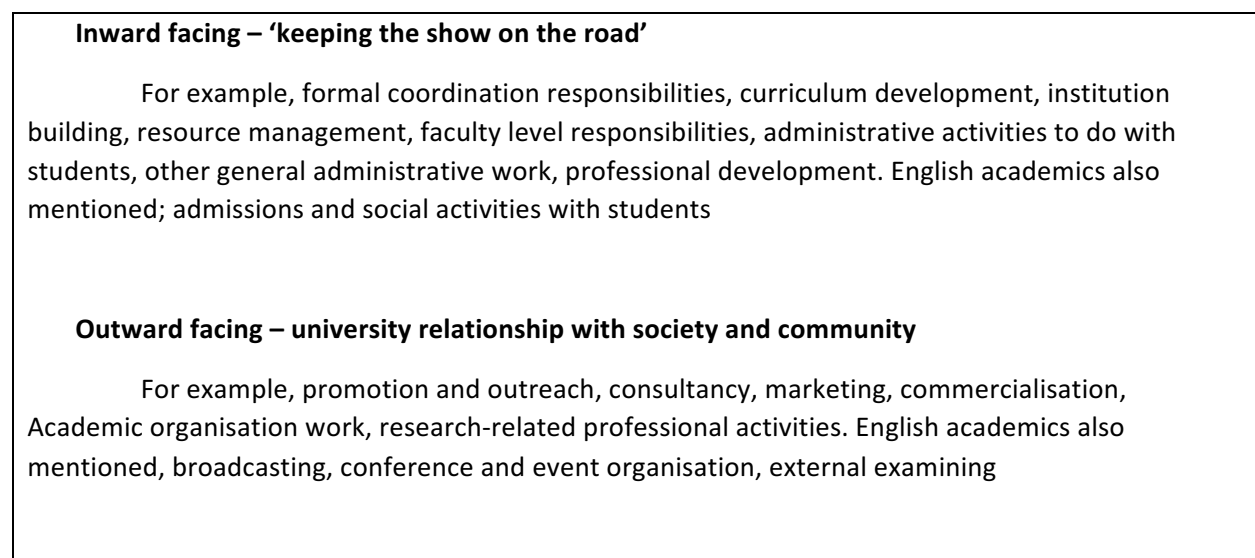 Inward facing – ‘keeping the show on the road’
For example, formal coordination responsibilities, curriculum development, institution
building, resource management, faculty level responsibilities, administrative activities to do with
students, other general administrative work, professional development. English academics also
mentioned; admissions and social activities with students
Outward facing – university relationship with society and community
For example, promotion and outreach, consultancy, marketing, commercialisation,
Academic organisation work, research-related professional activities. English academics also
mentioned, broadcasting, conference and event organisation, external examining